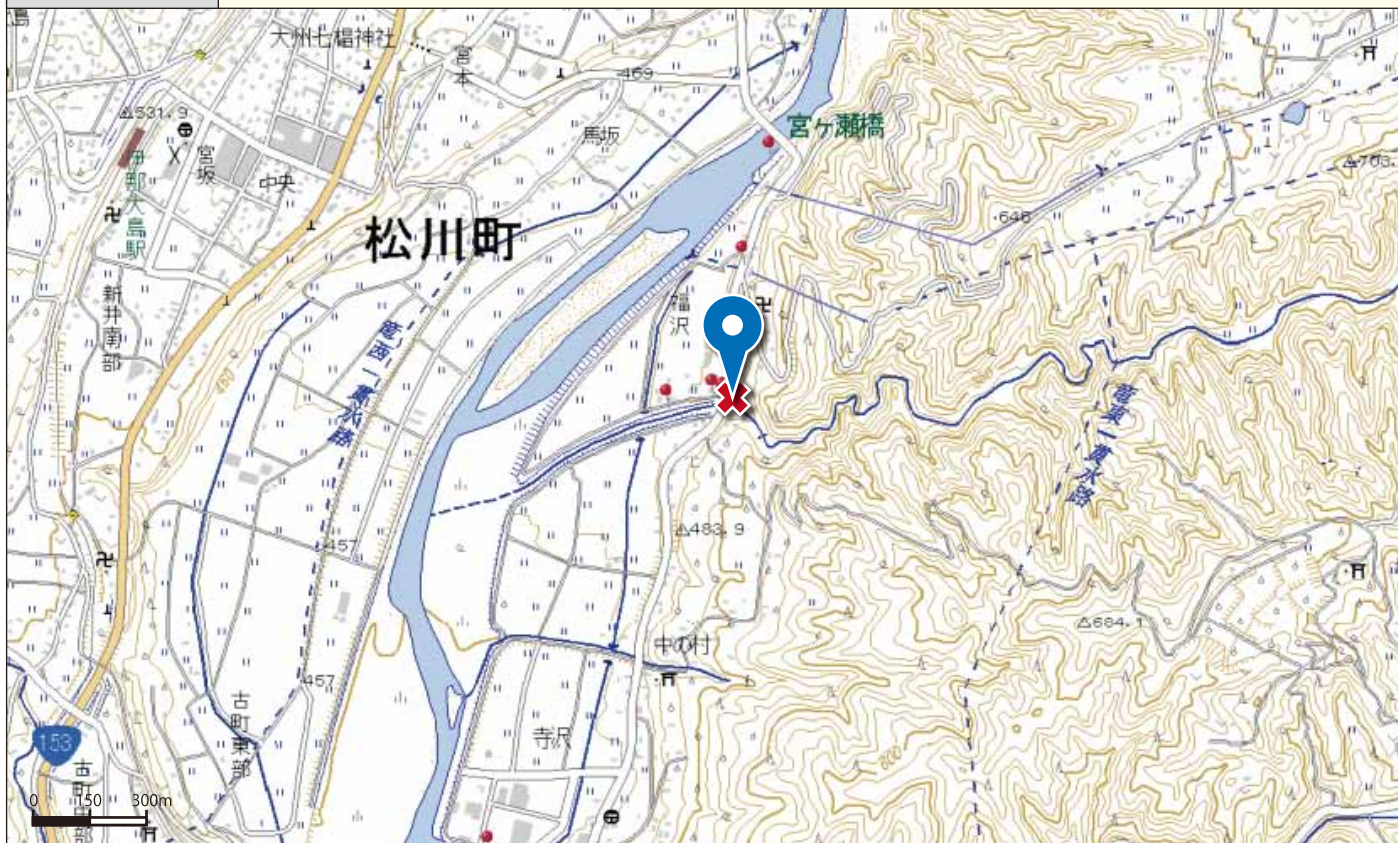 島
大州七椙神社
宮本
469
531.9
宮ヶ瀬橋
馬坂
宮坂
中央
伊那大島駅
703.
646
松川町
新井南部
福沢
竜西一貫水路
450
竜東一貫水路
483.9
457
684.1
中の村
457
古町東部
寺沢
600
153
0 150 300m